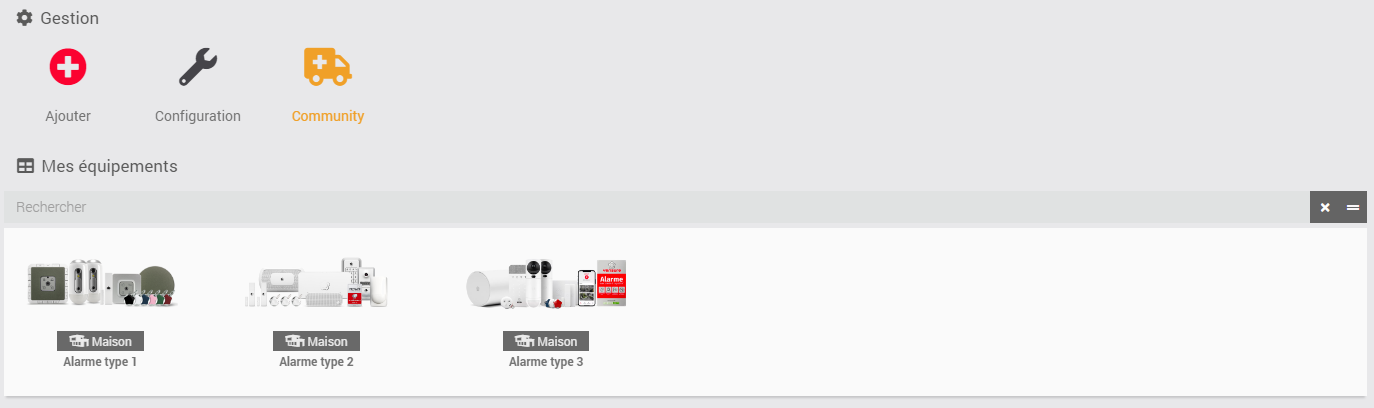 Gestion
Ajouter
Configuration
Community
Mes équipements
Rechercher
Alarme
Maison
Maison
Maison
Alarme type 1
Alarme type 2
Alarme type 3